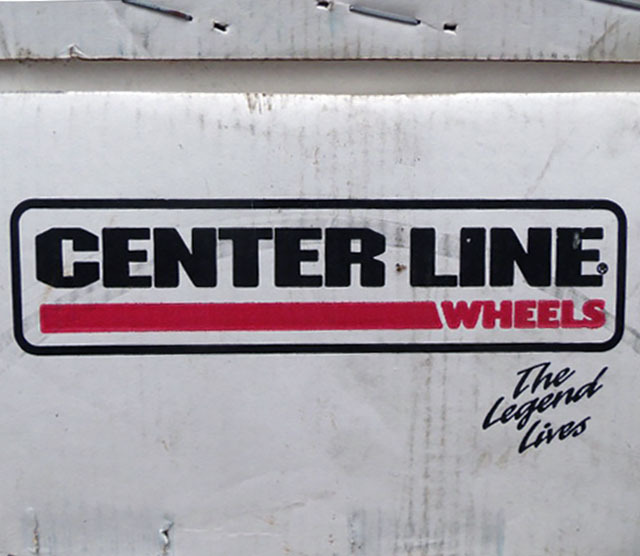 CENTER LINE®
WHEELS
The
Legend
Lives